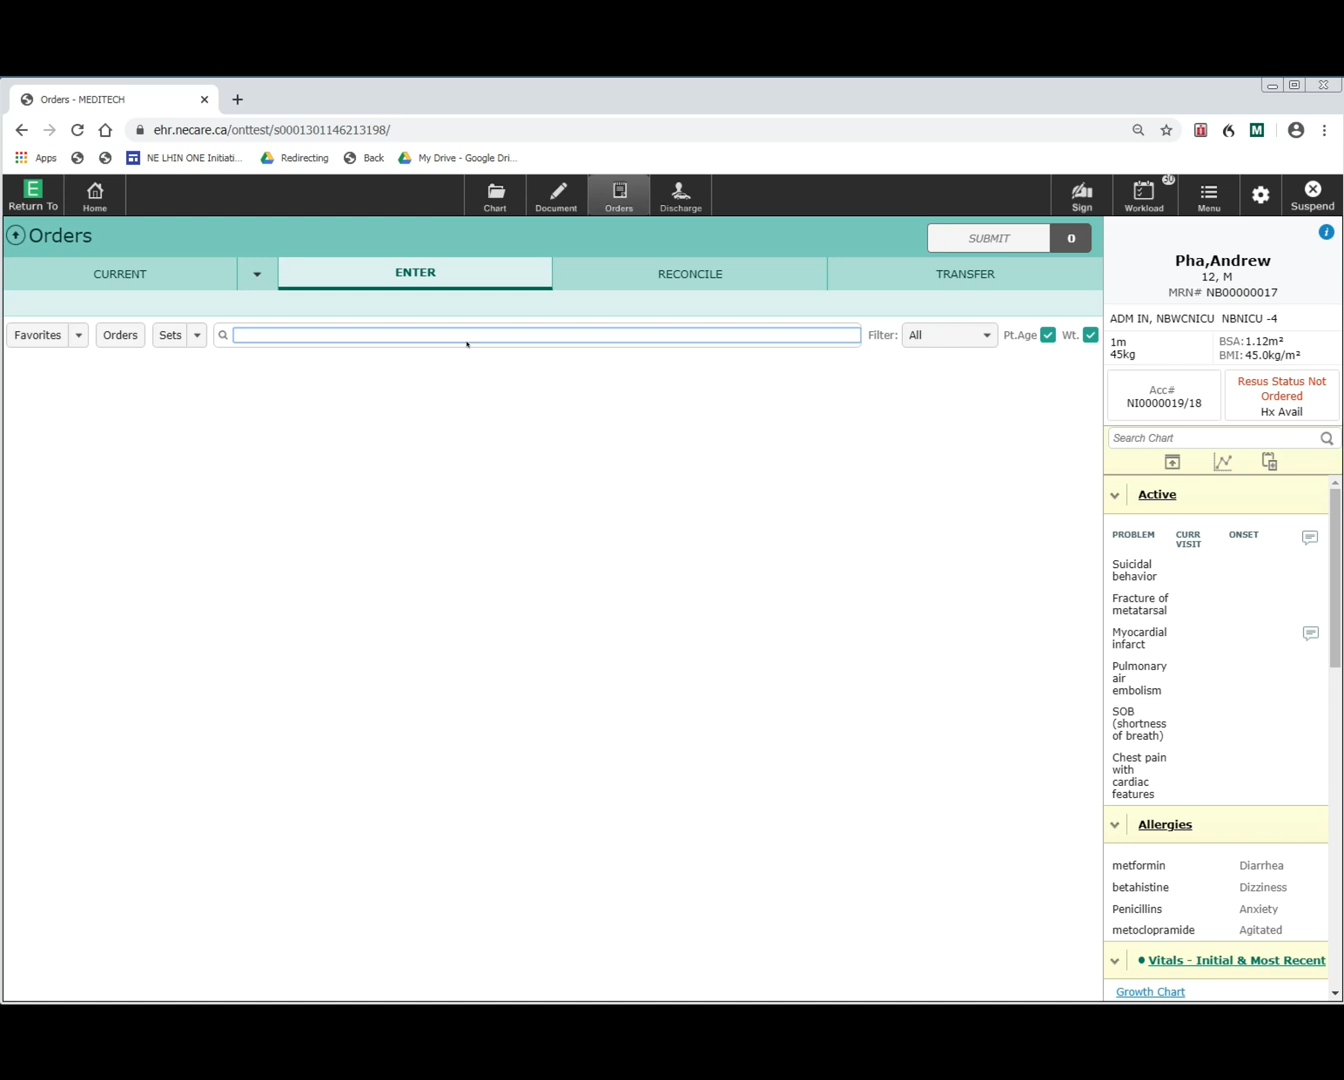 Orders - MEDITECH
ehr.necare.ca/onttest/s0001301146213198/
Apps NE LHIN ONE Initiati... Redirecting Back My Drive - Google Dri...
E
Return To
Home
Chart
Document
Orders
Discharge
Sign
30
Workload
Menu
Suspend
Orders
SUBMIT 0
CURRENT ENTER RECONCILE TRANSFER
Favorites Orders Sets Filter: All Pt.Age Wt.
Pha,Andrew
12, M
MRN# NB00000017
ADM IN, NBWCNICU NBNICU -4
1m
45kg
BSA:1.12m²
BMI: 45.0kg/m²
Acc#
NI0000019/18
Resus Status Not
Ordered
Hx Avail
Search Chart
Active
PROBLEM CURR VISIT ONSET
Suicidal
behavior
Fracture of
metatarsal
Myocardial
infarct
Pulmonary
air
embolism
SOB
(shortness
of breath)
Chest pain
with
cardiac
features
Allergies
metformin Diarrhea
betahistine Dizziness
Penicillins Anxiety
metoclopramide Agitated
Vitals - Initial & Most Recent
Growth Chart